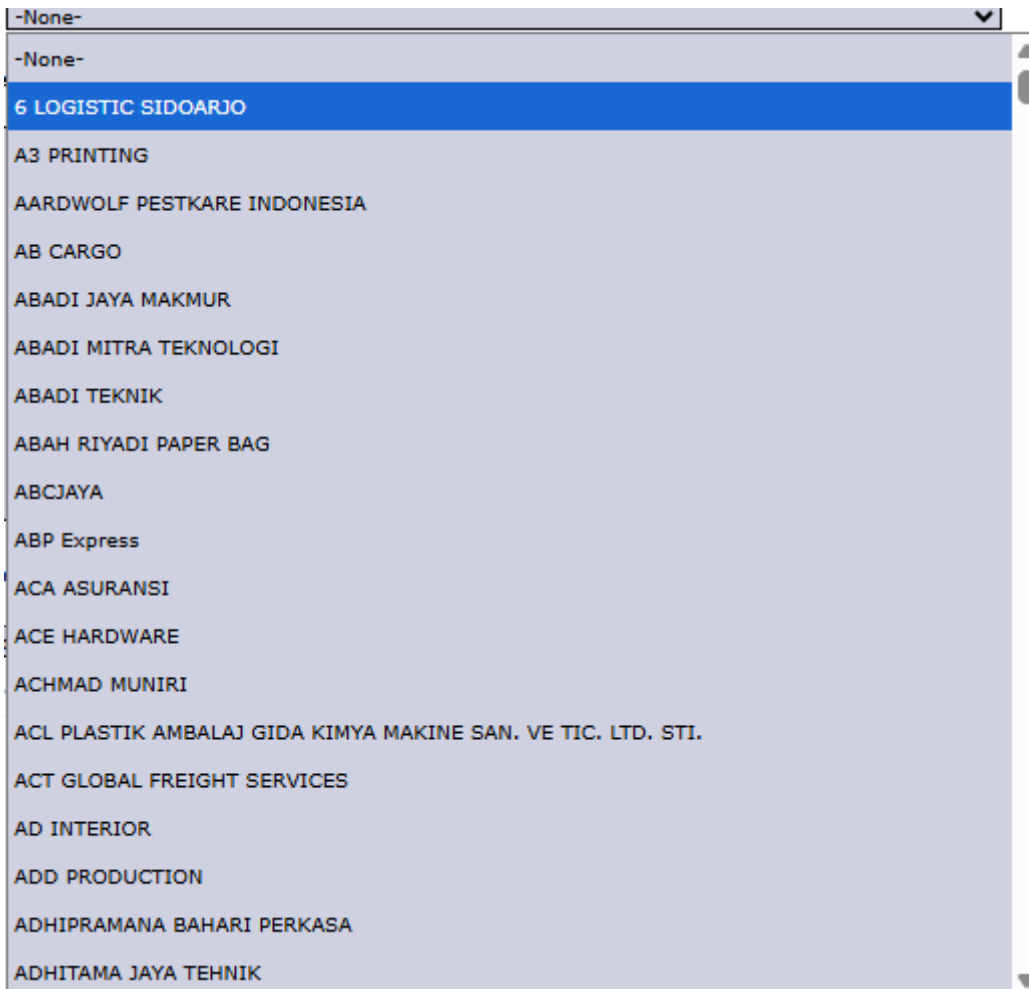 -None-
-None-
6 LOGISTIC SIDOARJO
A3 PRINTING
AARDWOLF PESTKARE INDONESIA
AB CARGO
ABADI JAYA MAKMUR
ABADI MITRA TEKNOLOGI
ABADI TEKNIK
ABAH RIYADI PAPER BAG
ABCJAYA
ABP Express
ACA ASURANSI
ACE HARDWARE
ACHMAD MUNIRI
ACL PLASTIK AMBALAJ GIDA KIMYA MAKINE SAN. VE TIC. LTD. STI.
ACT GLOBAL FREIGHT SERVICES
AD INTERIOR
ADD PRODUCTION
ADHIPRAMANA BAHARI PERKASA
ADHITAMA JAYA TEHNIK